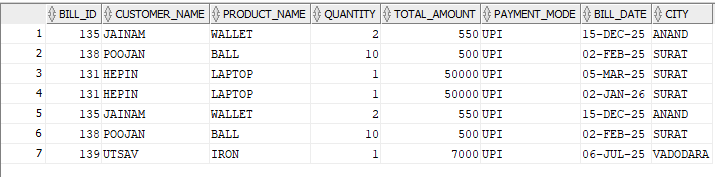 BILL_ID CUSTOMER_NAME PRODUCT_NAME QUANTITY TOTAL_AMOUNT PAYMENT_MODE BILL_DATE CITY
1 135 JAINAM WALLET 2 550 UPI 15-DEC-25 ANAND
2 138 POOJAN BALL 10 500 UPI 02-FEB-25 SURAT
3 131 HEPIN LAPTOP 1 50000 UPI 05-MAR-25 SURAT
4 131 HEPIN LAPTOP 1 50000 UPI 02-JAN-26 SURAT
5 135 JAINAM WALLET 2 550 UPI 15-DEC-25 ANAND
6 138 POOJAN BALL 10 500 UPI 02-FEB-25 SURAT
7 139 UTSAV IRON 1 7000 UPI 06-JUL-25 VADODARA